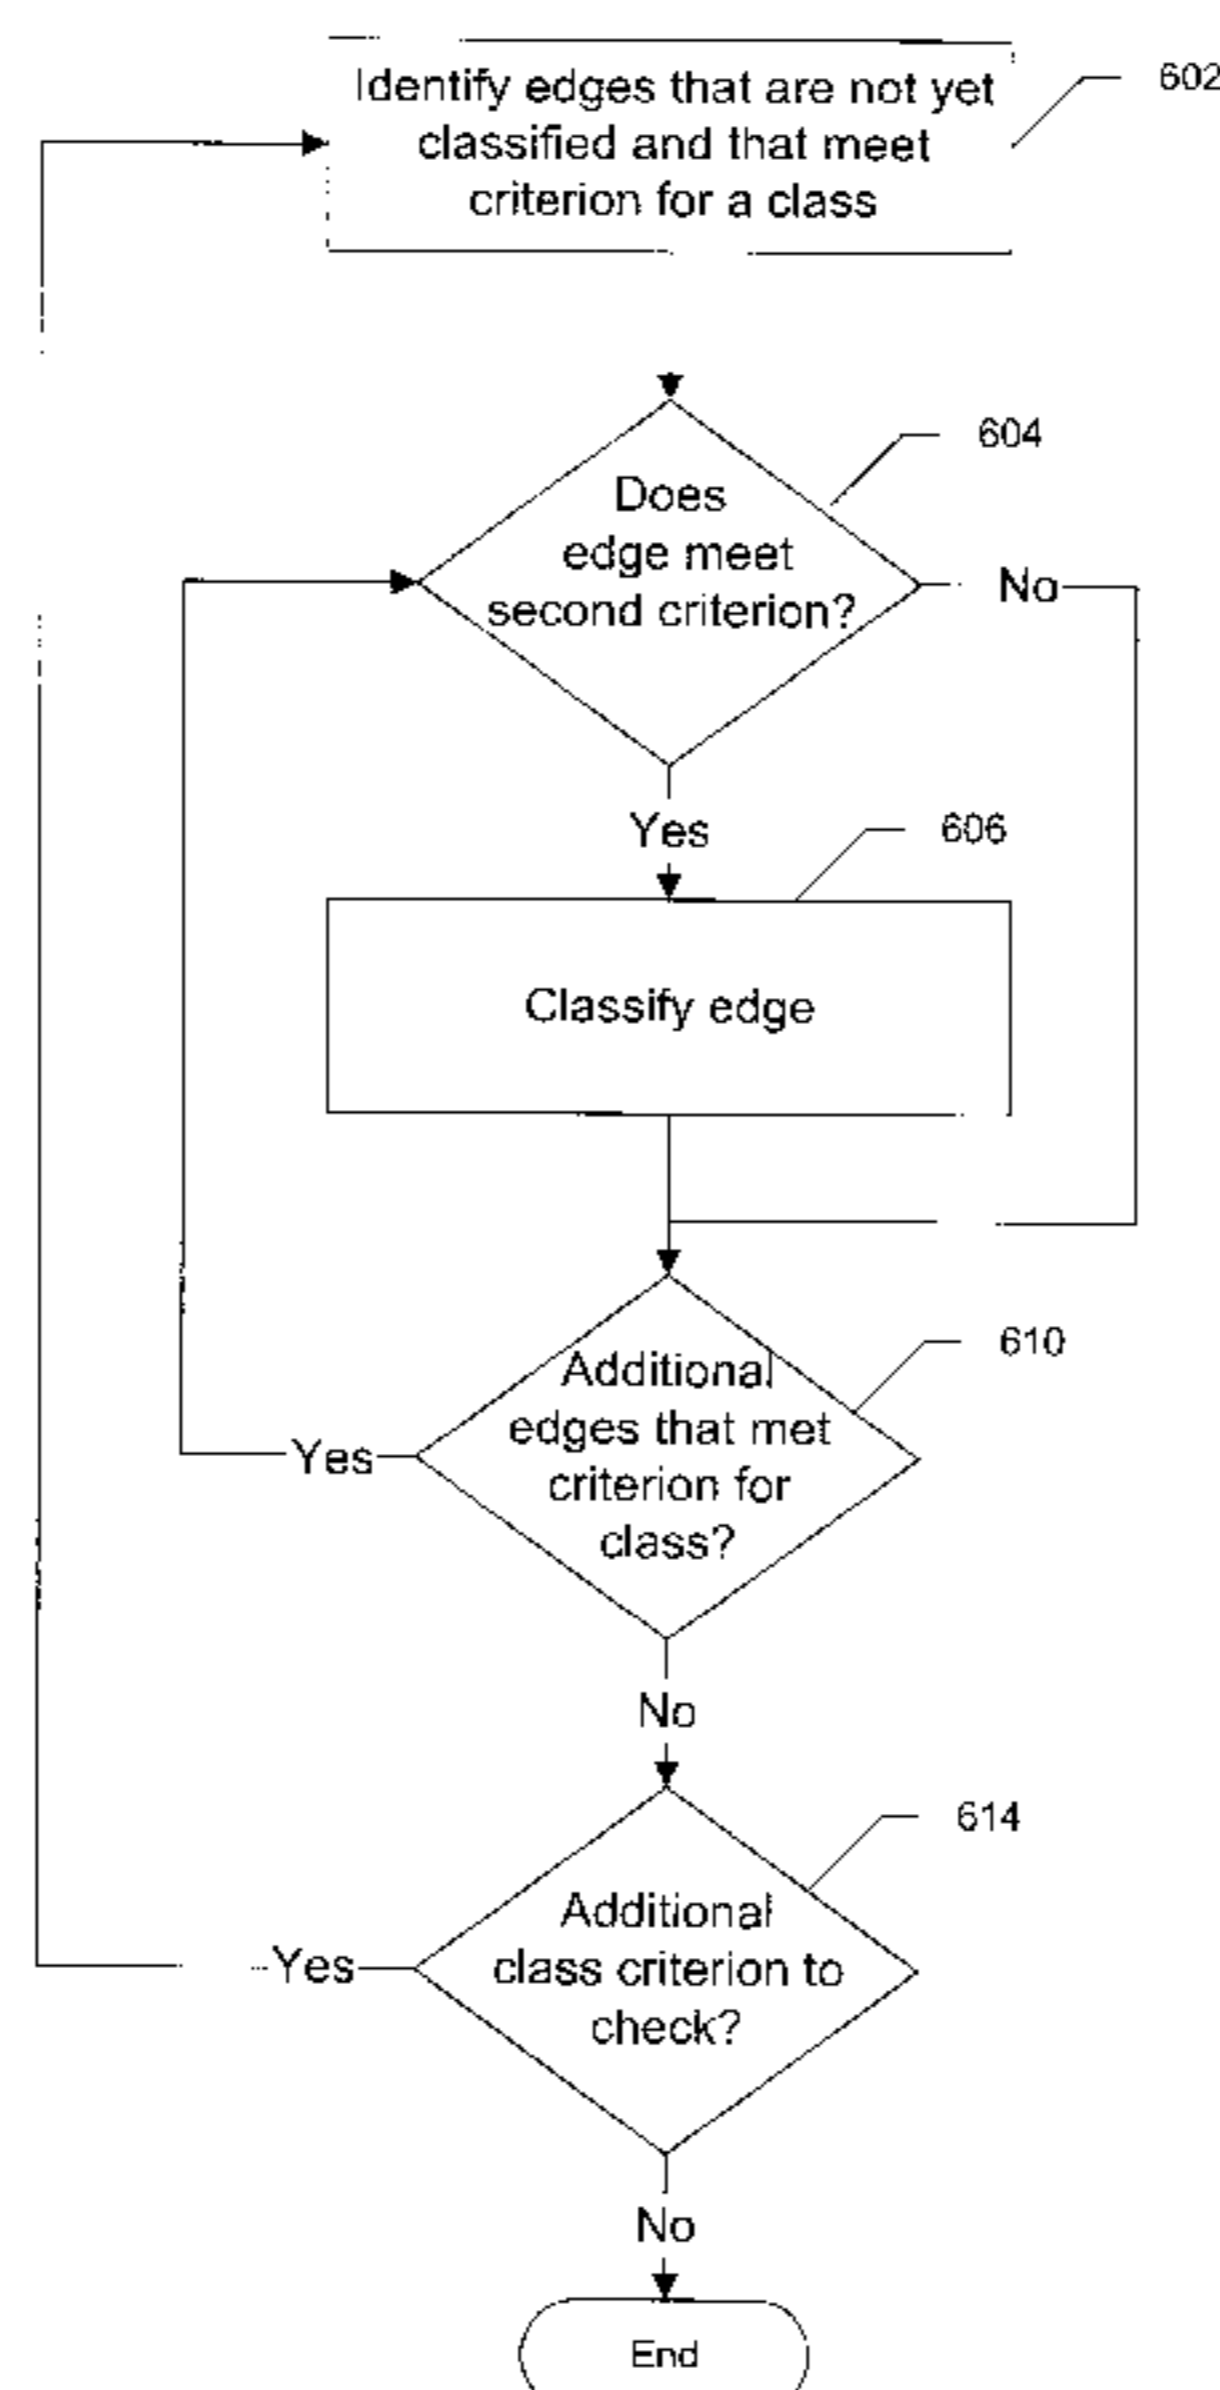 Identify edges that are not yet
classified and that meet
criterion for a class
602
604
Does
edge meet
second criterion?
No
Yes
606
Classify edge
610
Additional
edges that met
criterion for
class?
Yes
No
614
Additional
class criterion to
check?
Yes
No
End